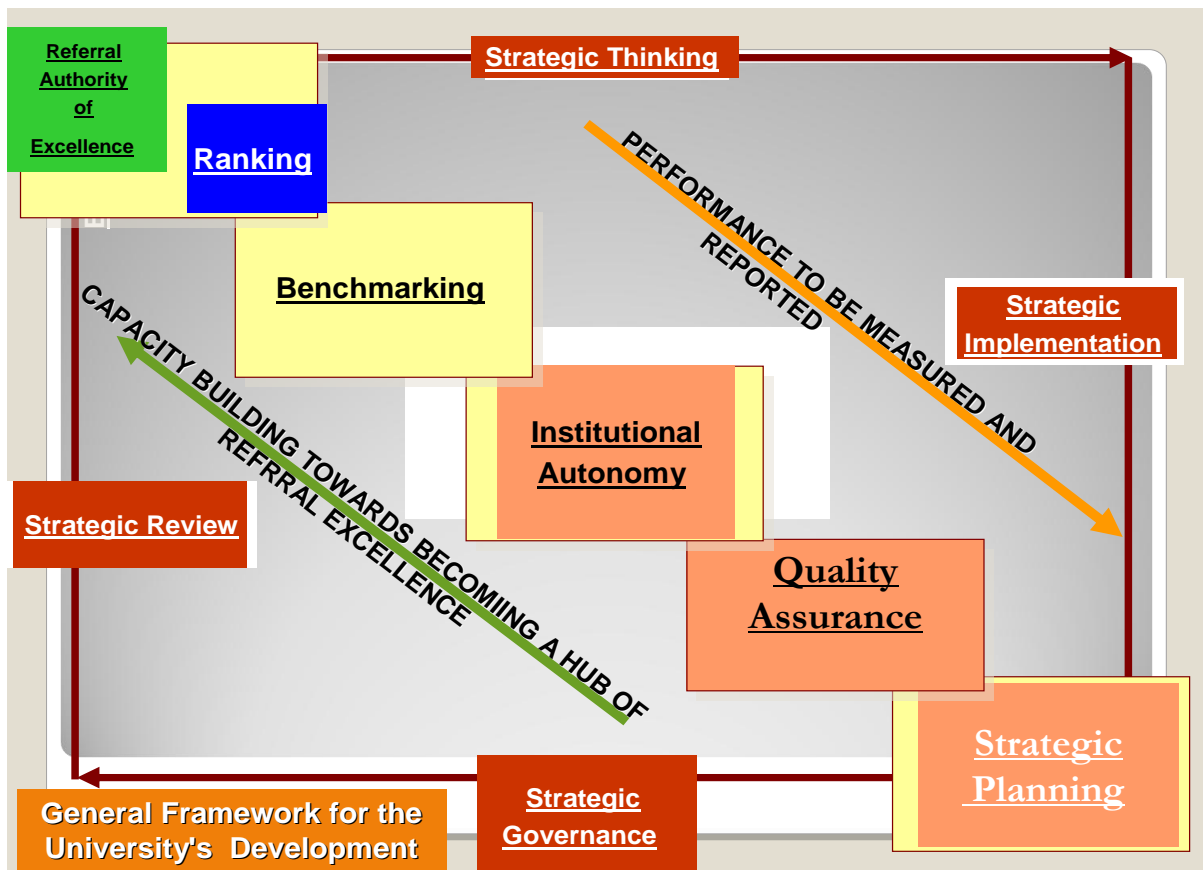 Referral
Authority
of
Excellence
Strategic Thinking
Ranking
E
PERFORMANCE TO BE MEASURED AND
REPORTED
Benchmarking
Strategic
Implementation
CAPACITY BUILDING TOWARDS BECOMIING A HUB OF
REFRRAL EXCELLENCE
Institutional
Autonomy
Strategic Review
Quality
Assurance
Strategic
Planning
General Framework for the
University's Development
Strategic
Governance